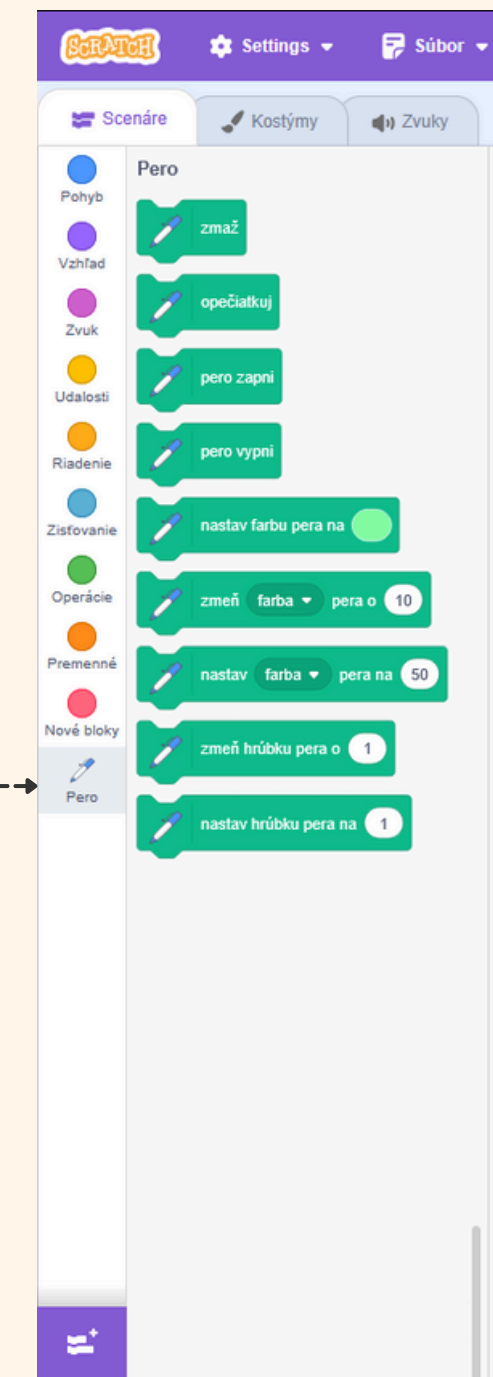 SCRATCH Settings Súbor
Scenáre Kostýmy Zvuky
Pohyb
Vzhľad
Zvuk
Udalosti
Riadenie
Zisťovanie
Operácie
Premenné
Nové bloky
Pero
Pero
zmaž
opečiatkuj
pero zapni
pero vypni
nastav farbu pera na
zmeň farba pera o 10
nastav farba pera na 50
zmeň hrúbku pera o 1
nastav hrúbku pera na 1